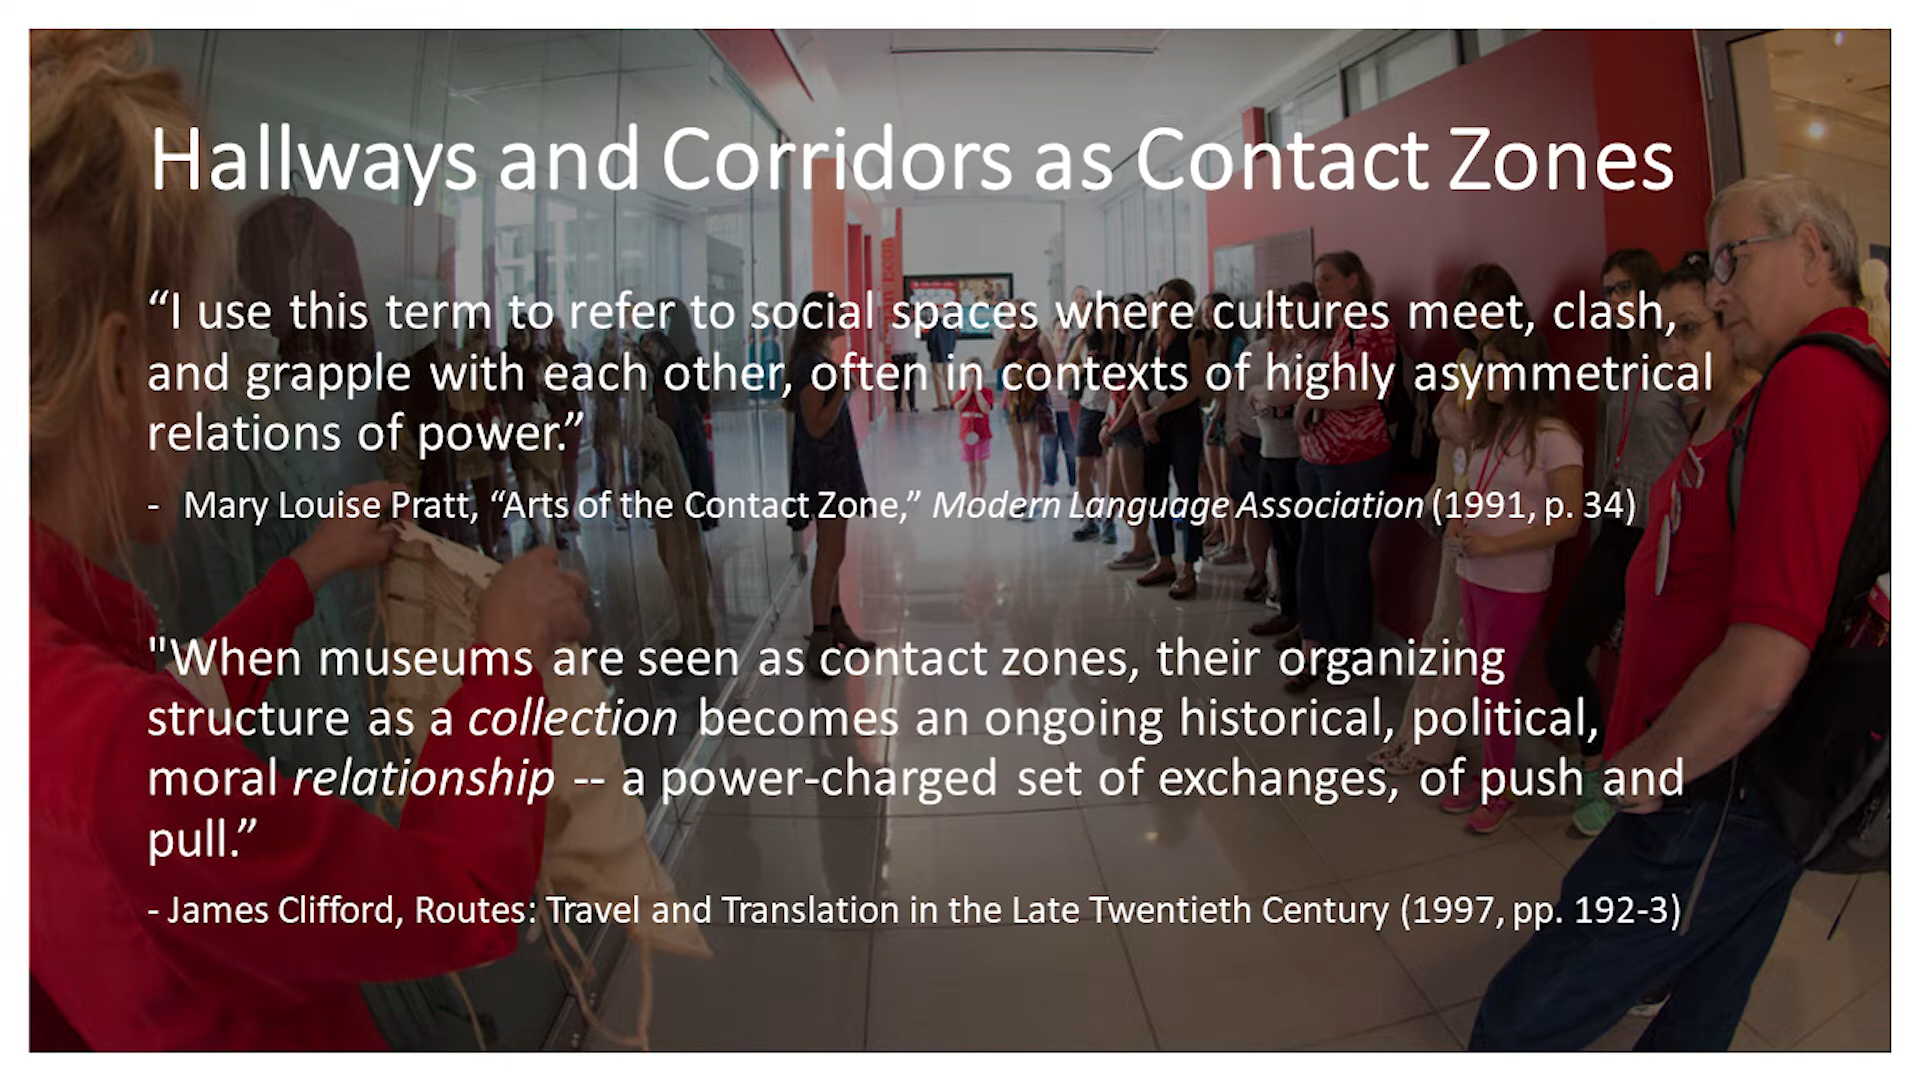 Hallways and Corridors as Contact Zones
“I use this term to refer to social spaces where cultures meet, clash,
and grapple with each other, often in contexts of highly asymmetrical
relations of power.”
- Mary Louise Pratt, “Arts of the Contact Zone,” Modern Language Association (1991, p. 34)
"When museums are seen as contact zones, their organizing
structure as a collection becomes an ongoing historical, political,
moral relationship -- a power-charged set of exchanges, of push and
pull.”
- James Clifford, Routes: Travel and Translation in the Late Twentieth Century (1997, pp. 192-3)